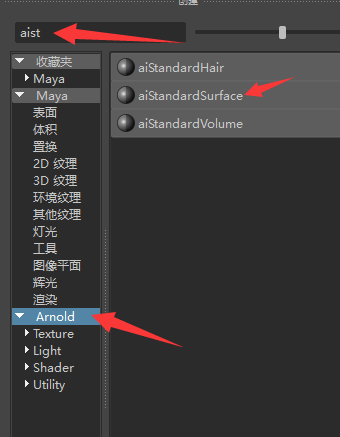 创建
aist
收藏夹
Maya
Maya
表面
体积
置换
2D 纹理
3D 纹理
环境纹理
其他纹理
灯光
工具
图像平面
辉光
渲染
Arnold
Texture
Light
Shader
Utility
aiStandardHair
aiStandardSurface
aiStandardVolume